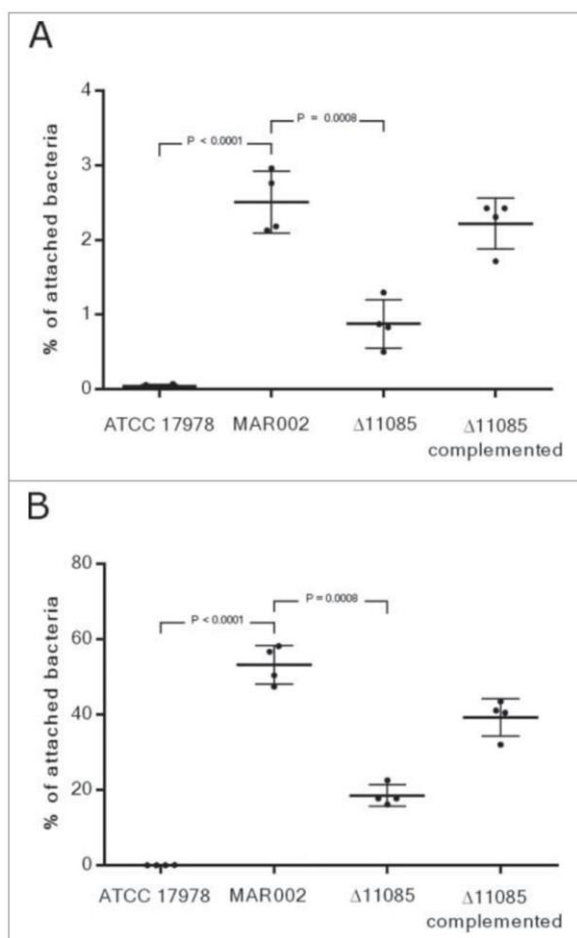 A
% of attached bacteria
4
3
2
1
0
P < 0.0001
P = 0.0008
ATCC 17978
MAR002
Δ11085
Δ11085
complemented
B
% of attached bacteria
80
60
40
20
0
P < 0.0001
P = 0.0008
ATCC 17978
MAR002
Δ11085
Δ11085
complemented